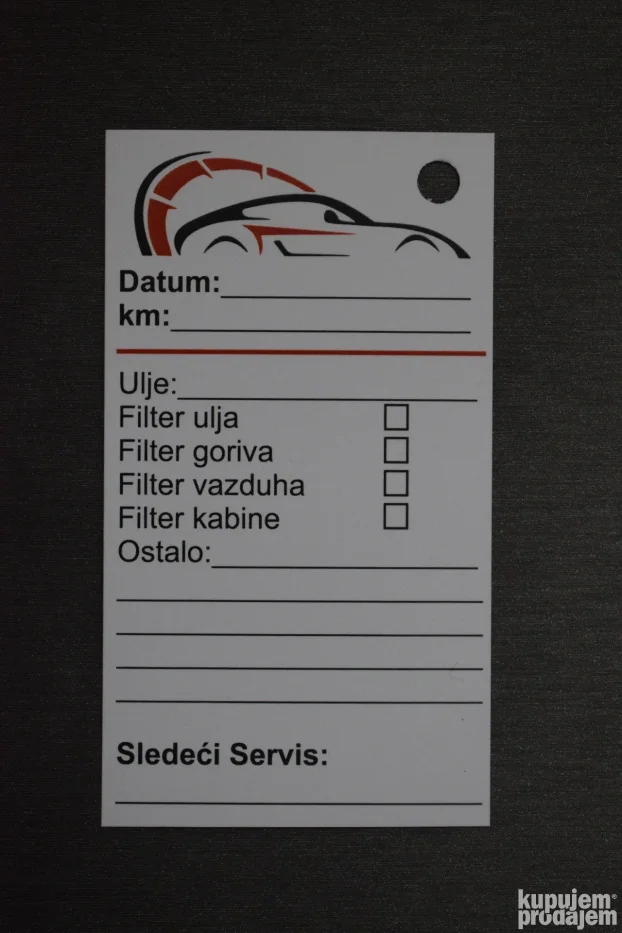 Datum:
km:
Ulje:
Filter ulja
Filter goriva
Filter vazduha
Filter kabine
Ostalo:
Sledeći Servis:
kupujem®
prodajem